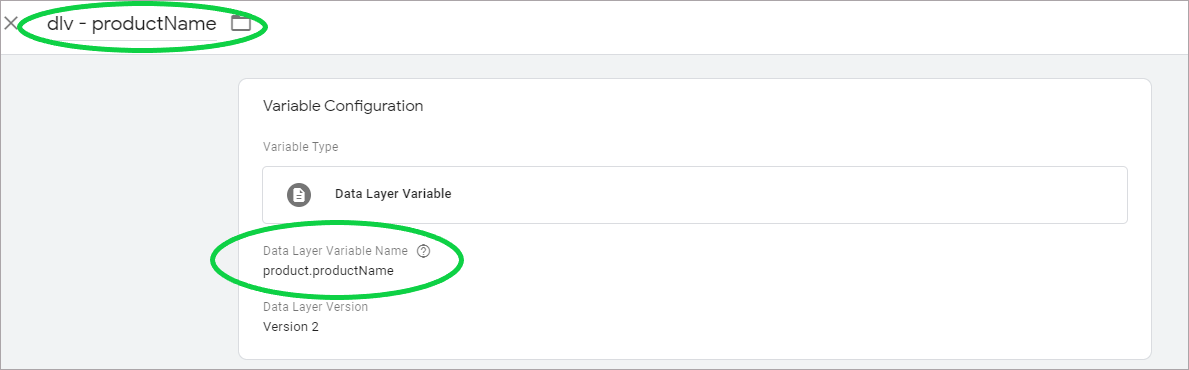 dlv - productName
Variable Configuration
Variable Type
Data Layer Variable
Data Layer Variable Name
product.productName
Data Layer Version
Version 2